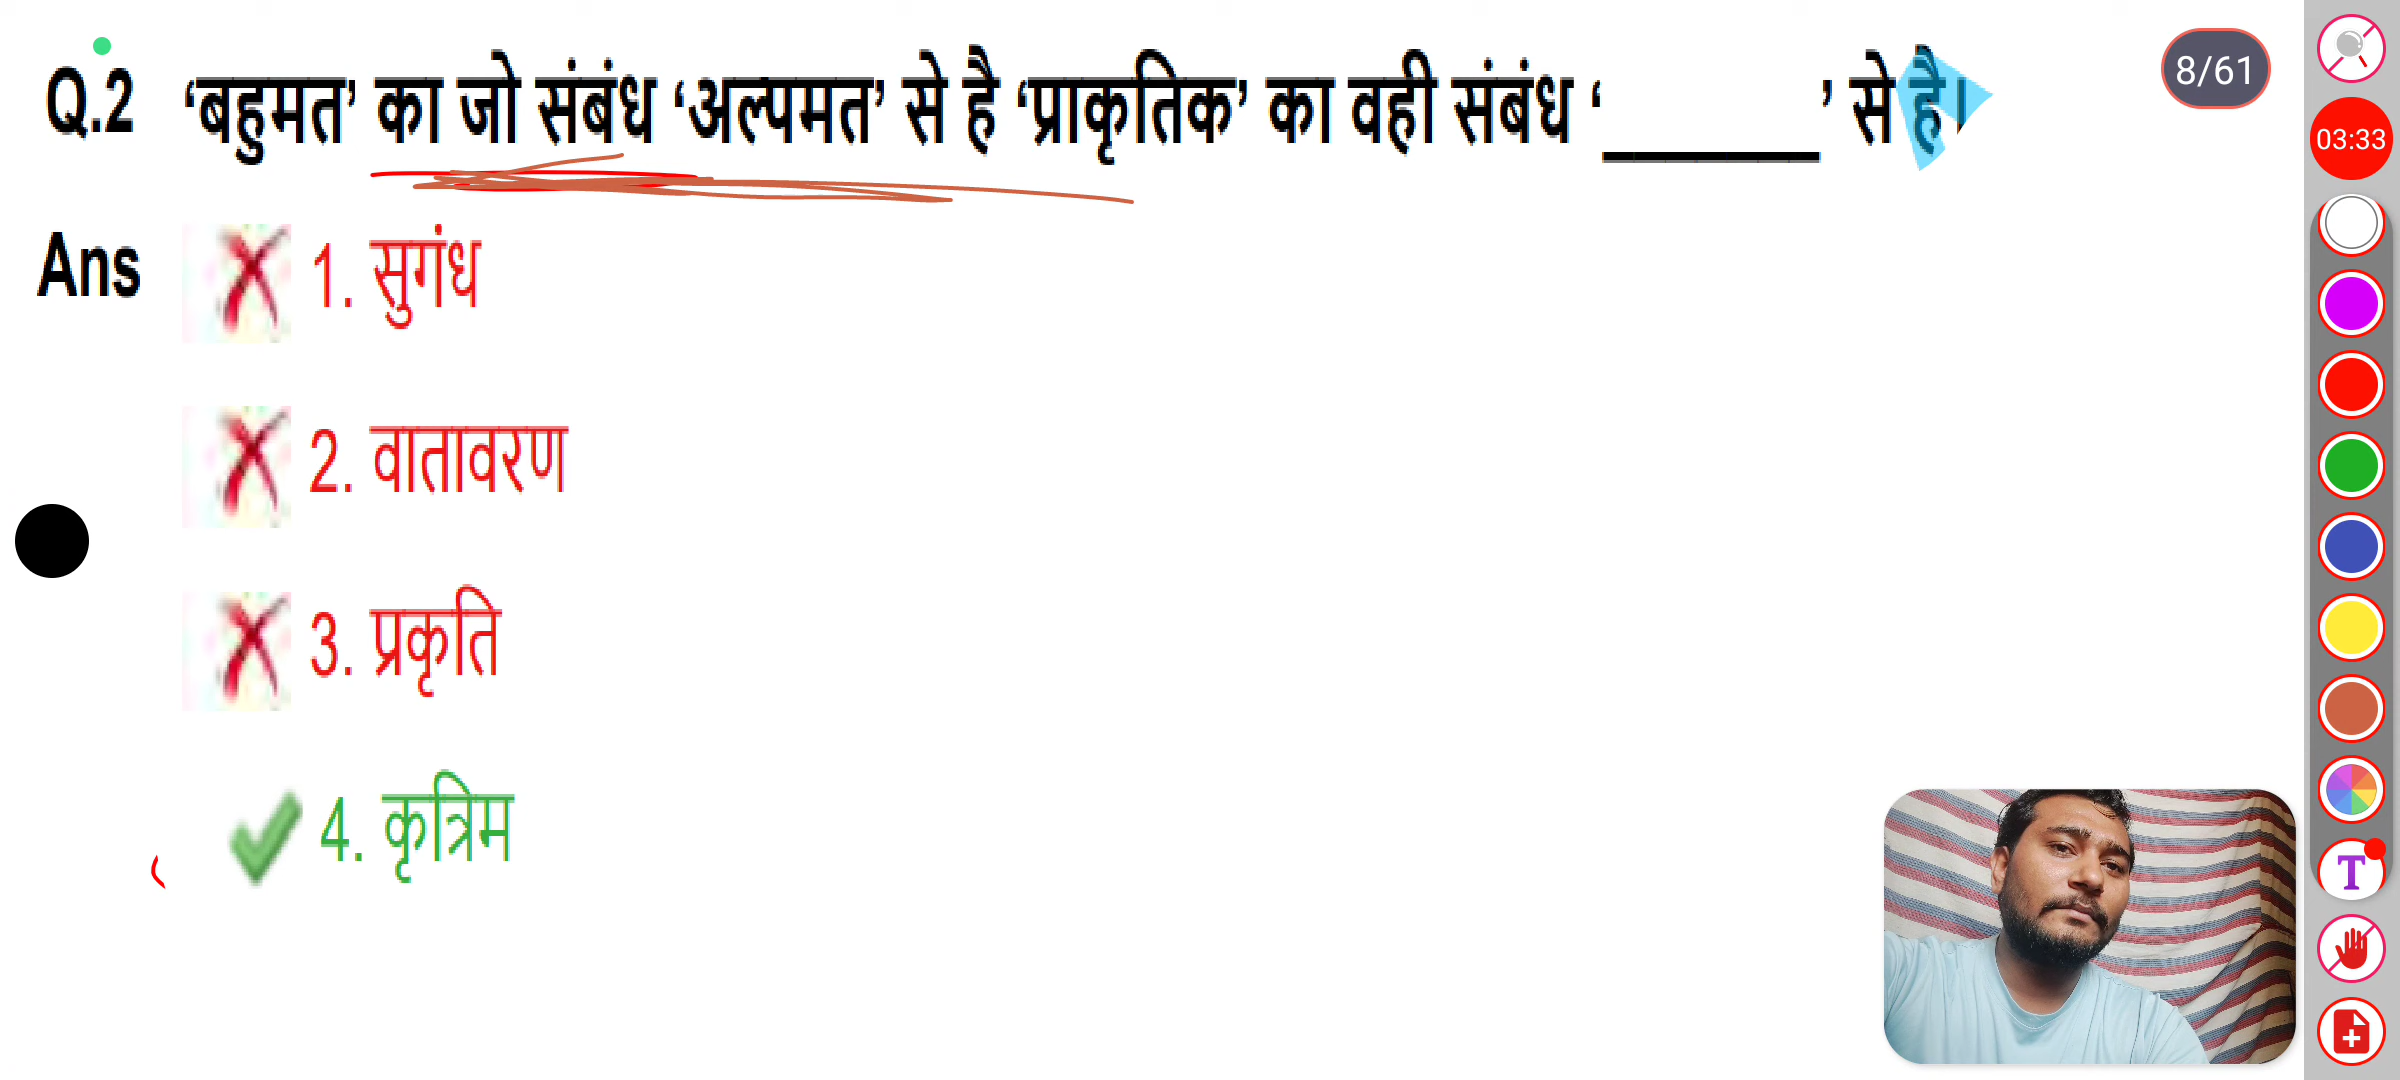 8/61
Q.2 ‘बहुमत’ का जो संबंध ‘अल्पमत’ से है ‘प्राकृतिक’ का वही संबंध ‘______’ से है।
03:33
Ans 1. सुगंध
2. वातावरण
3. प्रकृति
4. कृत्रिम
T